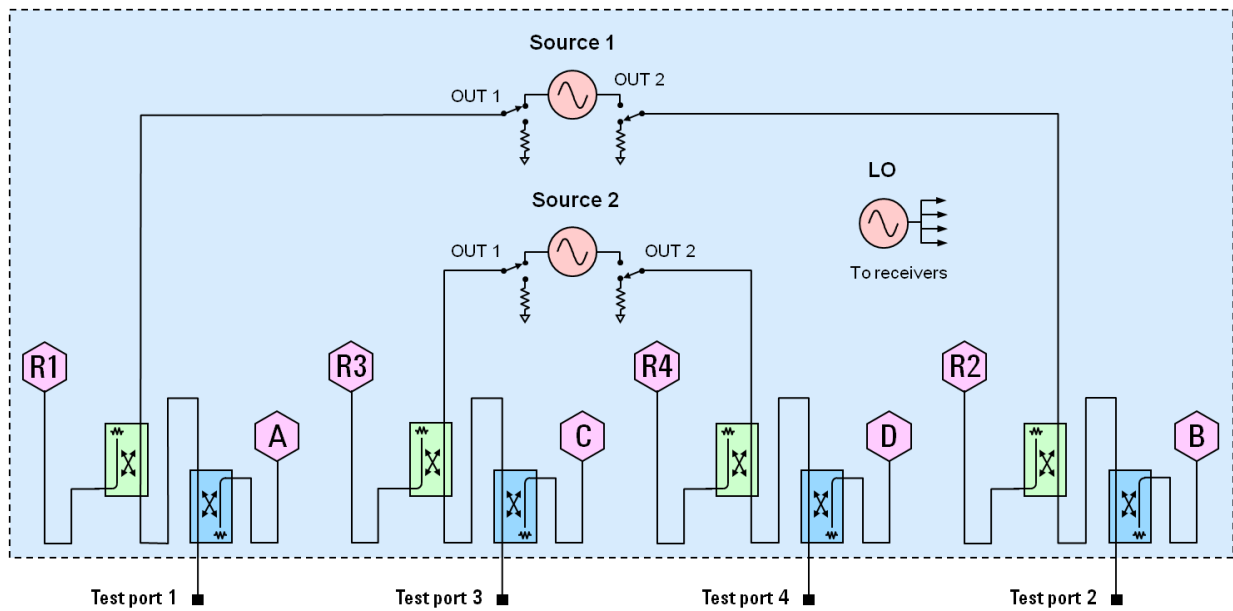 Source 1
OUT 1
OUT 2
LO
To receivers
Source 2
OUT 1
OUT 2
R1
R3
R4
R2
A
C
D
B
Test port 1
Test port 3
Test port 4
Test port 2